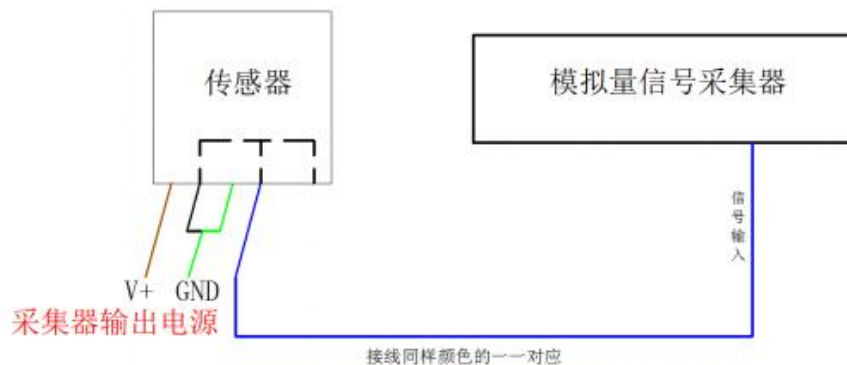 传感器
模拟量信号采集器
信号输入
V+ GND
采集器输出电源
接线同样颜色的一一对应